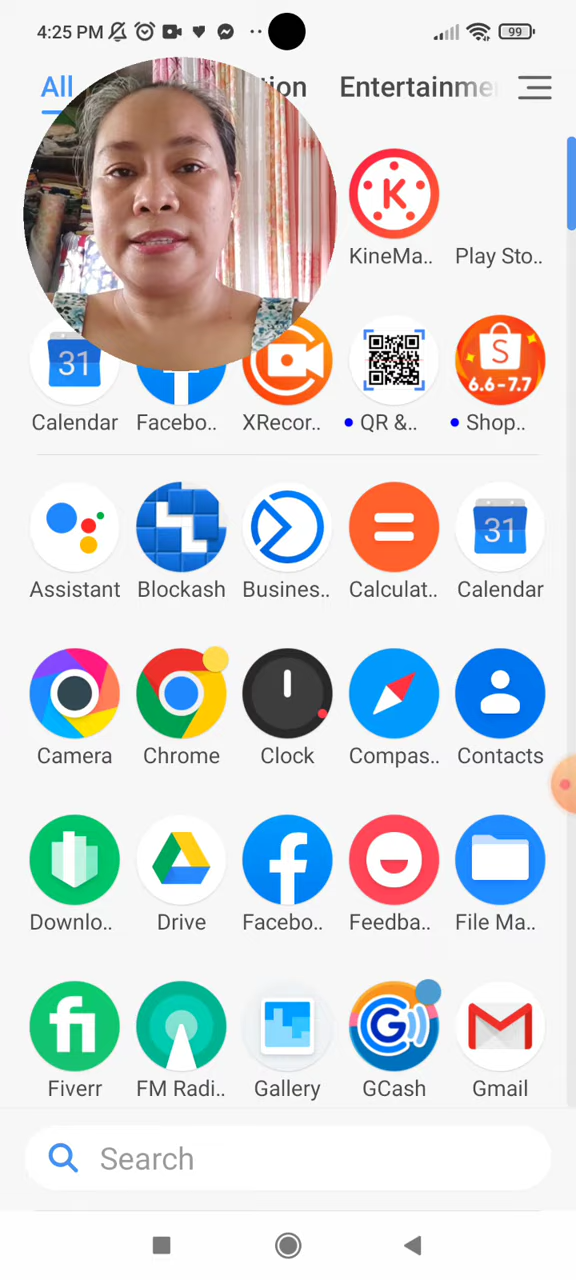 4:25 PM
99
All
tion
Entertainme
K
KineMa..
Play Sto..
31
S
6.6-7.7
Calendar
Facebo..
XRecor..
QR &..
Shop..
31
Assistant
Blockash
Busines..
Calculat..
Calendar
Camera
Chrome
Clock
Compas..
Contacts
Downlo..
Drive
Facebo..
Feedba..
File Ma..
fi
G
Fiverr
FM Radi..
Gallery
GCash
Gmail
Search